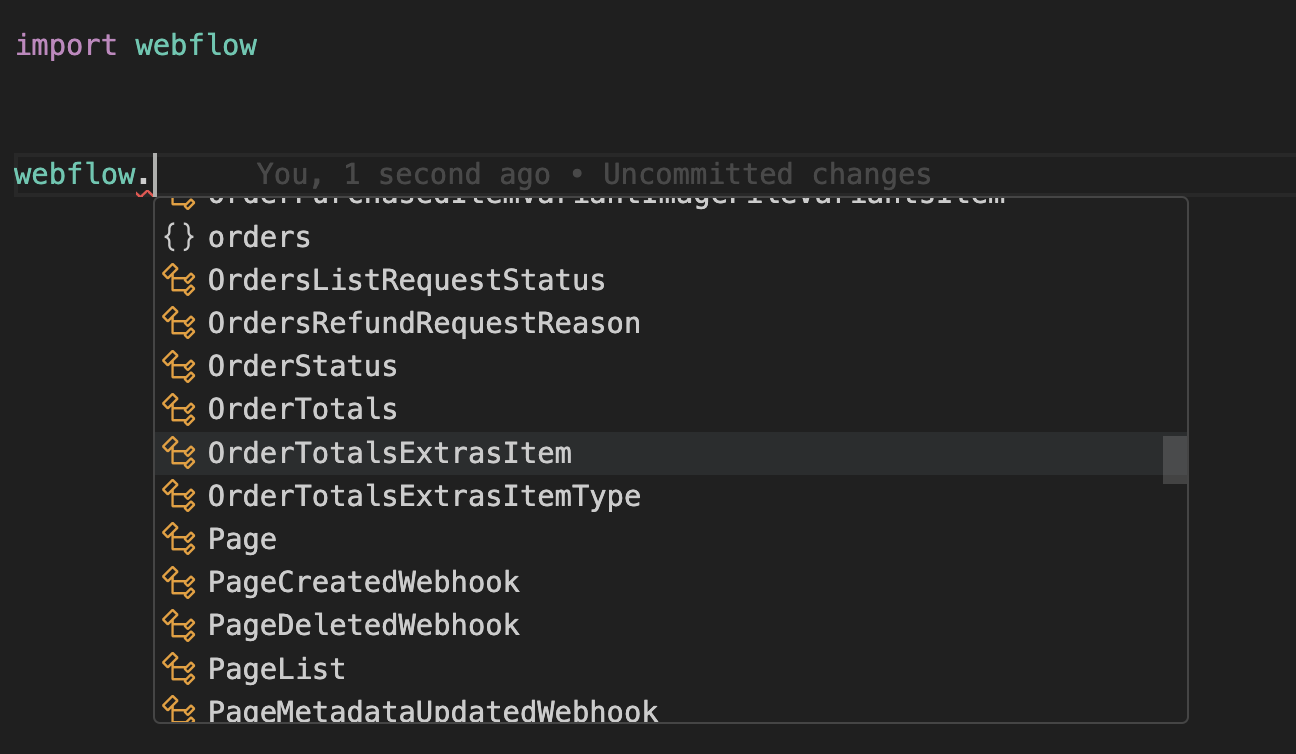 import webflow
webflow. You, 1 second ago • Uncommitted changes
OrderPurchasedItemVariantImageFileVariantsItem
{} orders
OrdersListRequestStatus
OrdersRefundRequestReason
OrderStatus
OrderTotals
OrderTotalsExtrasItem
OrderTotalsExtrasItemType
Page
PageCreatedWebhook
PageDeletedWebhook
PageList
PageMetadataUpdatedWebhook